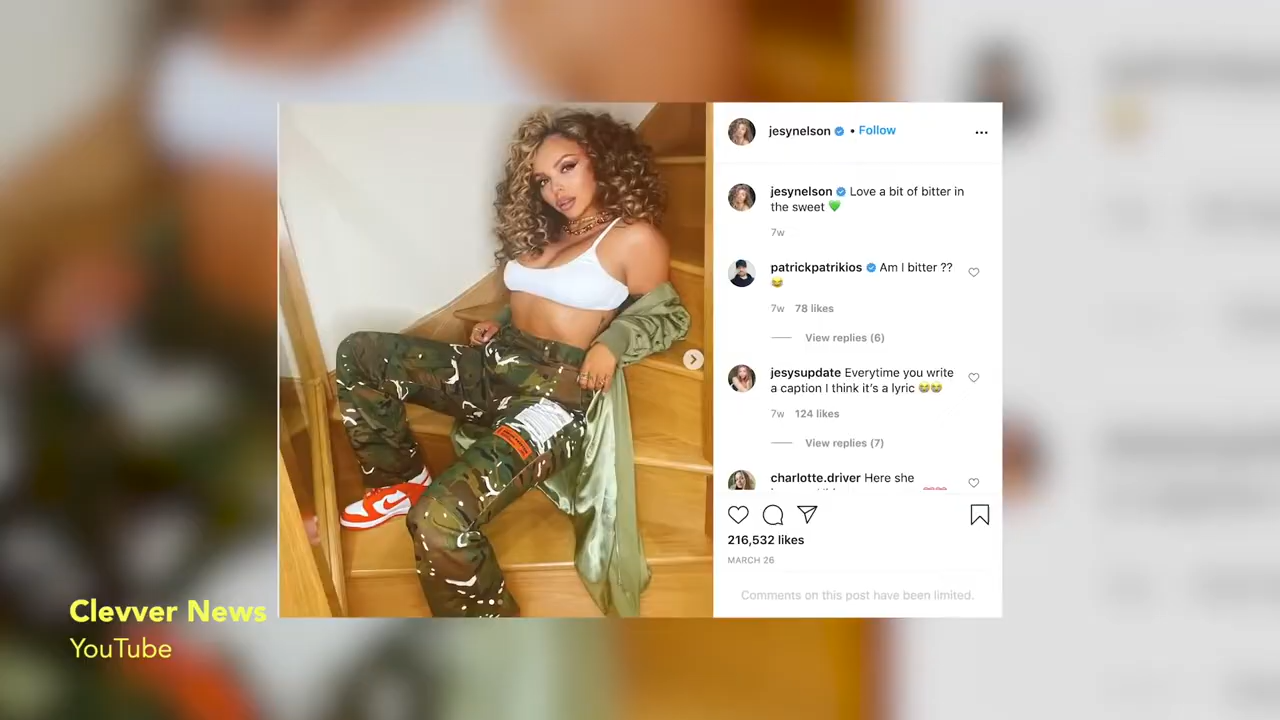 jesynelson • Follow
jesynelson Love a bit of bitter in
the sweet 💚
7w
patrickpatrikios Am I bitter ??
😂
7w 78 likes
View replies (6)
jesysupdate Everytime you write
a caption I think it's a lyric 😭😭
7w 124 likes
View replies (7)
charlotte.driver Here she
216,532 likes
MARCH 26
Comments on this post have been limited.
Clevver News
YouTube